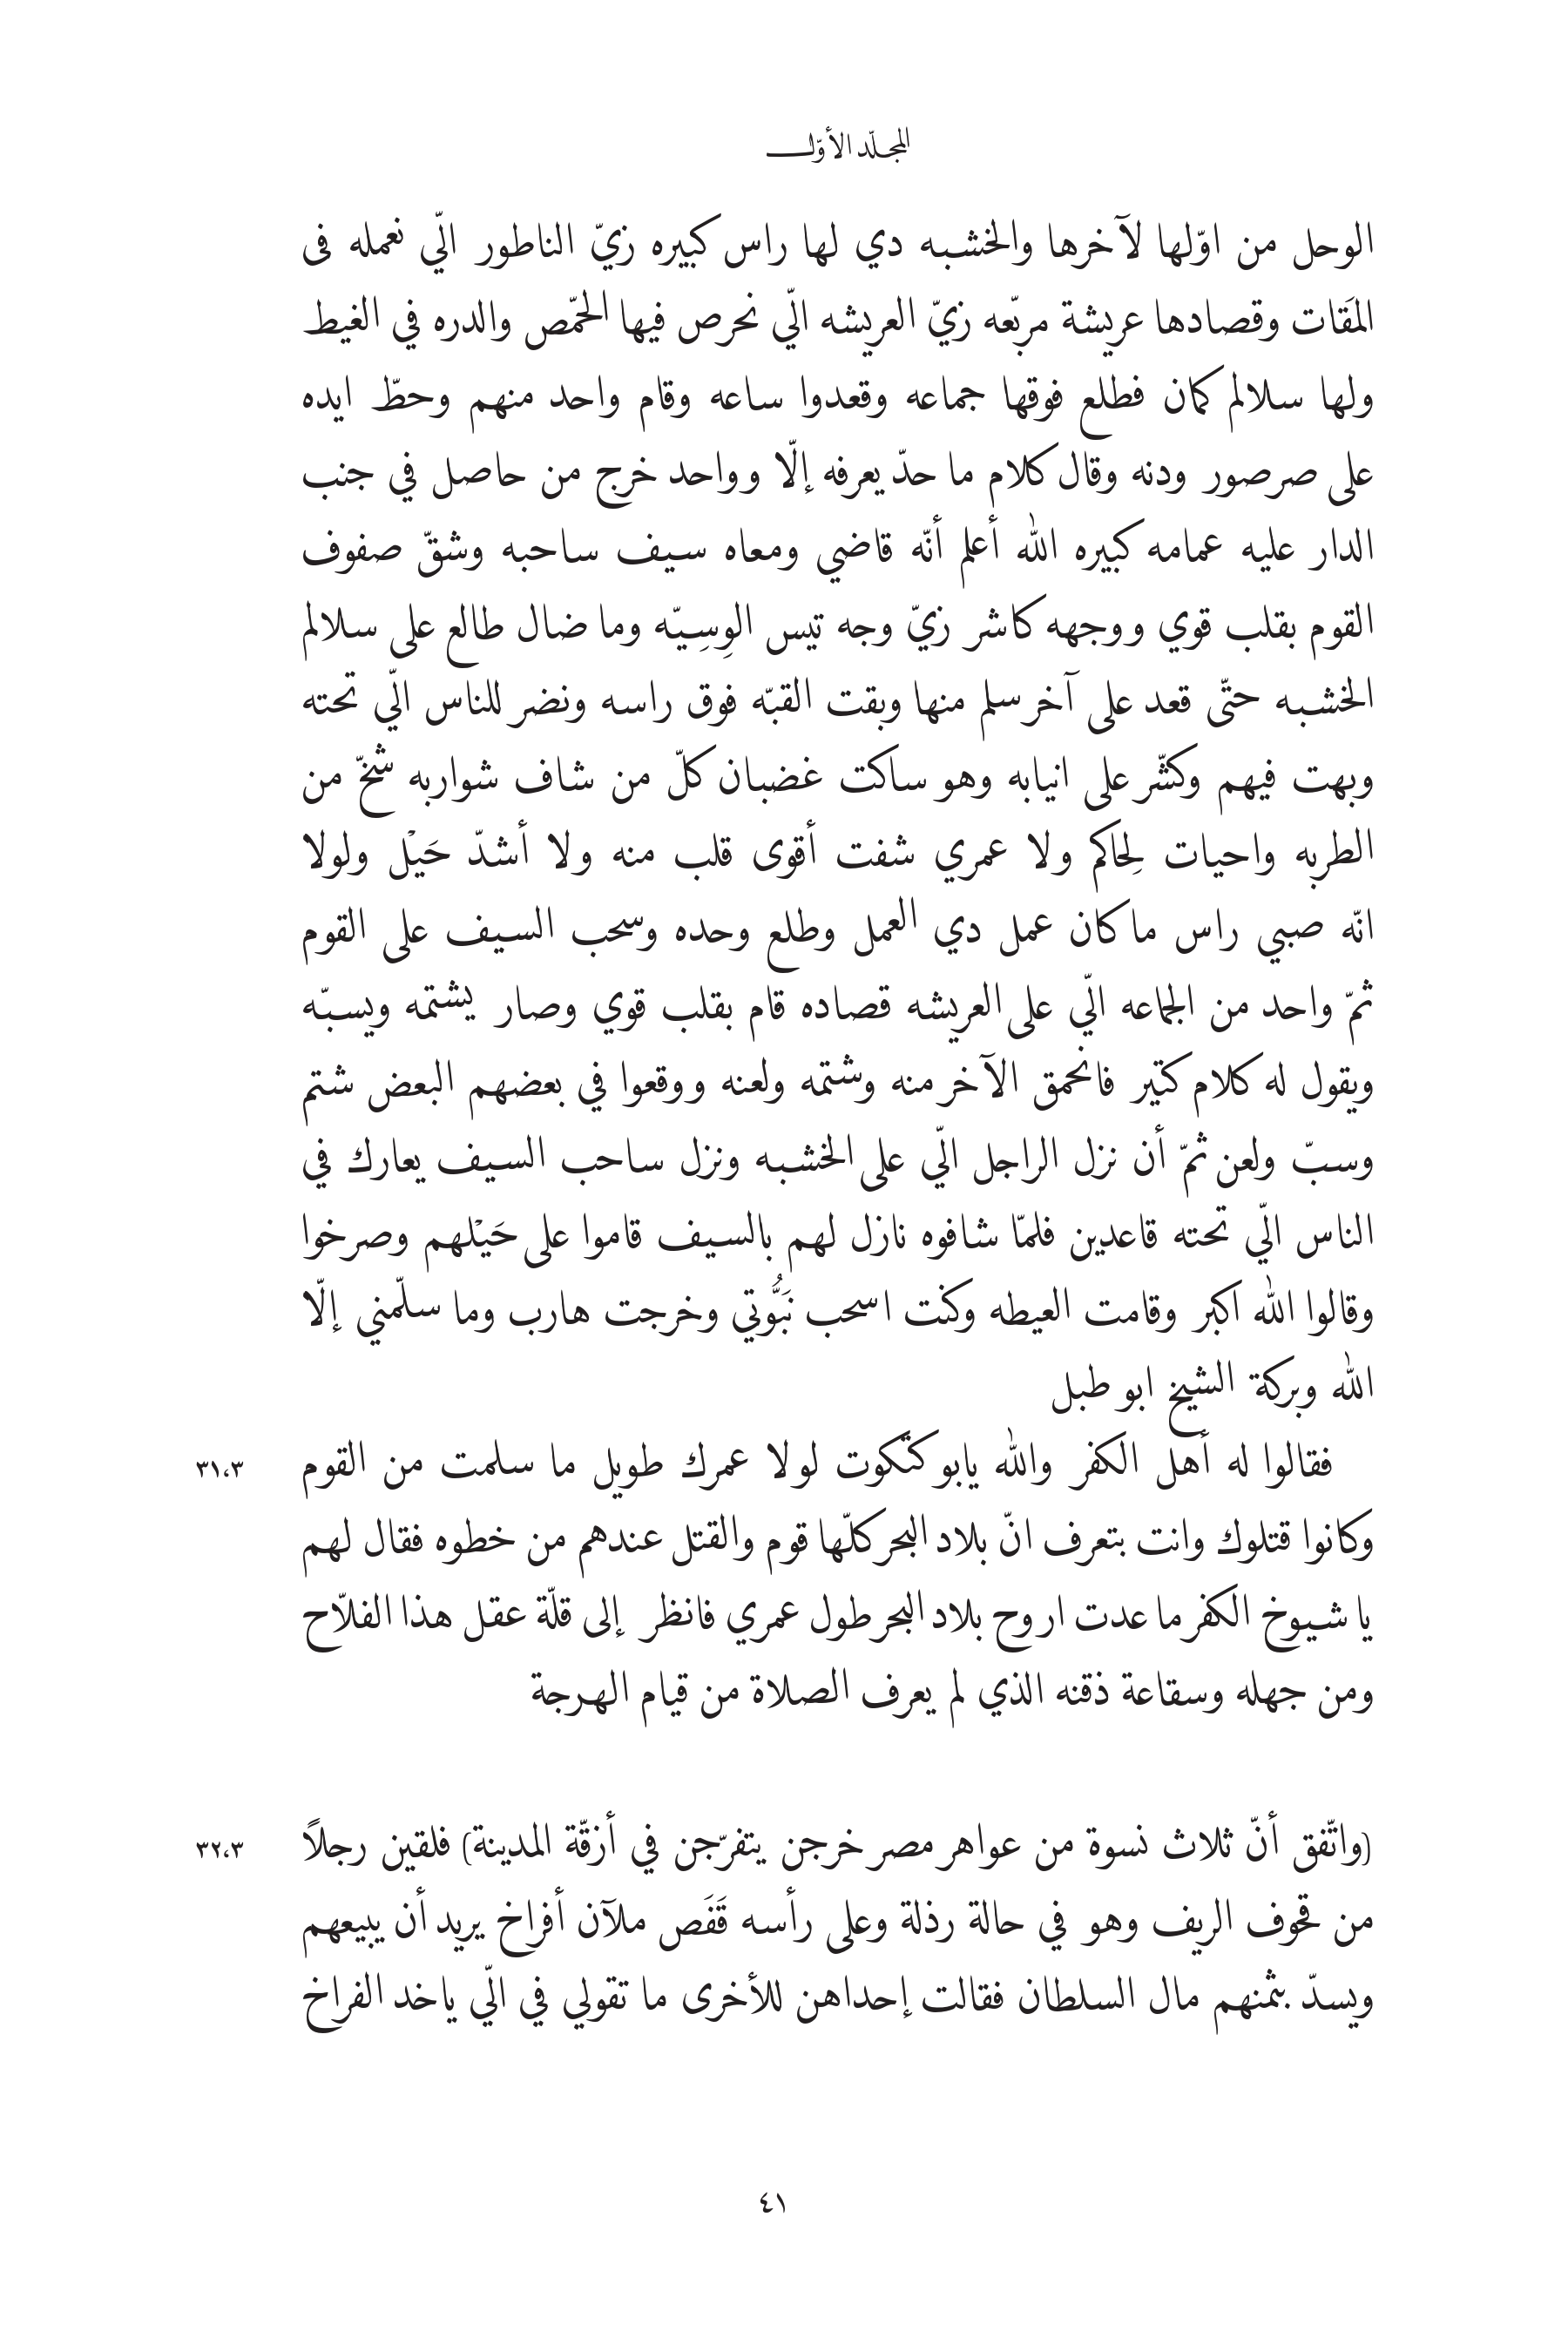 المجلّد الأوّل
الوحل من اوّلها لآخرها والخشبه دي لها راس كبيره زيّ الناطور الّي نعمله فى
المَقات وقصادها عريشة مربّعه زيّ العريشه الّي نحرص فيها الحمّص والدره في الغيط
ولها سلالم كمان فطلع فوقها جماعه وقعدوا ساعه وقام واحد منهم وحطّ ايده
على صرصور ودنه وقال كلام ما حدّ يعرفه إلّا وواحد خرج من حاصل في جنب
الدار عليه عمامه كبيره الله أعلم أنّه قاضي ومعاه سيف ساحبه وشقّ صفوف
القوم بقلب قوي ووجهه كاشر زيّ وجه تيس الوِسِيّه وما ضال طالع على سلالم
الخشبه حتّى قعد على آخر سلم منها وبقت القبّه فوق راسه ونضر للناس الّي تحته
وبهت فيهم وكشّر على انيابه وهو ساكت غضبان كلّ من شاف شواربه شخّ من
الطربه واحيات لِحاكم ولا عمري شفت أقوى قلب منه ولا أشدّ حَيْل ولولا
انّه صبي راس ما كان عمل دي العمل وطلع وحده وسحب السيف على القوم
ثمّ واحد من الجماعه الّي على العريشه قصاده قام بقلب قوي وصار يشتمه ويسبّه
ويقول له كلام كتير فانحمق الآخر منه وشتمه ولعنه ووقعوا في بعضهم البعض شتم
وسبّ ولعن ثمّ أن نزل الراجل الّي على الخشبه ونزل ساحب السيف يعارك في
الناس الّي تحته قاعدين فلمّا شافوه نازل لهم بالسيف قاموا على حَيْلهم وصرخوا
وقالوا الله اكبر وقامت العيطه وكنت اسحب نَبُّوتي وخرجت هارب وما سلّمني إلّا
الله وبركة الشيخ ابو طبل
٣١،٣ فقالوا له أهل الكفر والله يابو كتكوت لولا عمرك طويل ما سلمت من القوم
وكانوا قتلوك وانت بتعرف انّ بلاد البحر كلّها قوم والقتل عندهم من خطوه فقال لهم
يا شيوخ الكفر ما عدت اروح بلاد البحر طول عمري فانظر إلى قلّة عقل هذا الفلّاح
ومن جهله وسقاعة ذقنه الذي لم يعرف الصلاة من قيام الهرجة
٣٢،٣ (واتّفق أنّ ثلاث نسوة من عواهر مصر خرجن يتفرّجن في أزقّة المدينة) فلقين رجلاً
من قحوف الريف وهو في حالة رذلة وعلى رأسه قَفَص ملآن أفراخ يريد أن يبيعهم
ويسدّ بثمنهم مال السلطان فقالت إحداهن للأخرى ما تقولي في الّي ياخد الفراخ
٤١